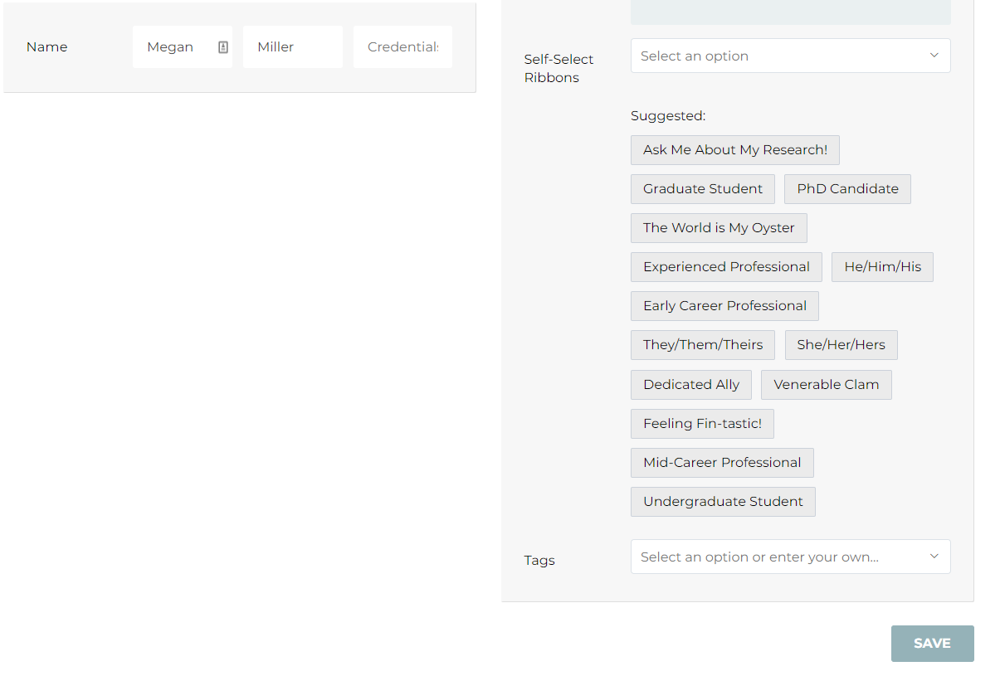 Name
Megan
Miller
Credentials
Self-Select
Ribbons
Select an option
Suggested:
Ask Me About My Research!
Graduate Student
PhD Candidate
The World is My Oyster
Experienced Professional
He/Him/His
Early Career Professional
They/Them/Theirs
She/Her/Hers
Dedicated Ally
Venerable Clam
Feeling Fin-tastic!
Mid-Career Professional
Undergraduate Student
Tags
Select an option or enter your own...
SAVE